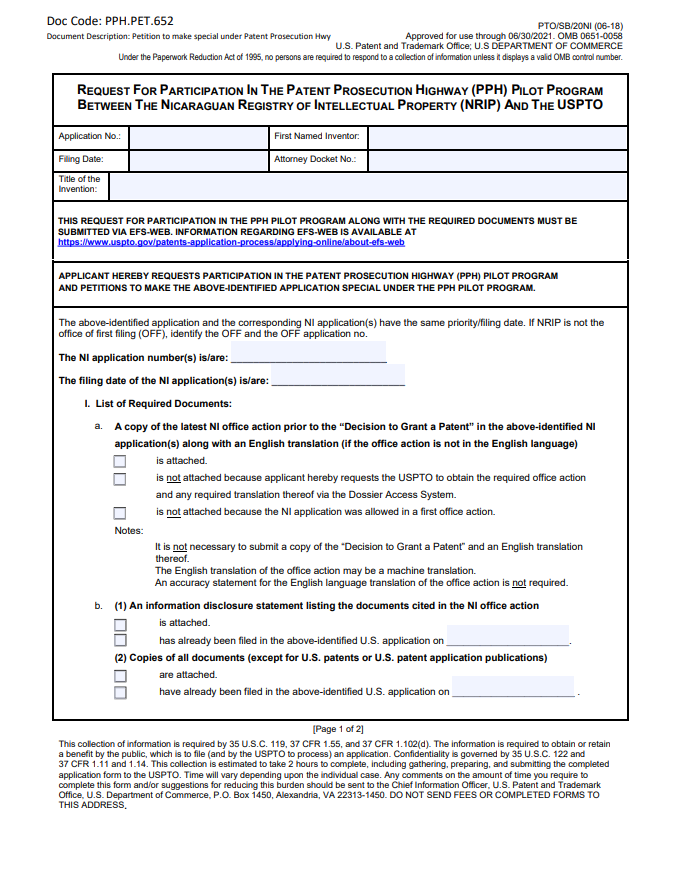 Doc Code: PPH.PET.652
Document Description: Petition to make special under Patent Prosecution Hwy
PTO/SB/20NI (06-18)
Approved for use through 06/30/2021. OMB 0651-0058
U.S. Patent and Trademark Office; U.S DEPARTMENT OF COMMERCE
Under the Paperwork Reduction Act of 1995, no persons are required to respond to a collection of information unless it displays a valid OMB control number.
REQUEST FOR PARTICIPATION IN THE PATENT PROSECUTION HIGHWAY (PPH) PILOT PROGRAM
BETWEEN THE NICARAGUAN REGISTRY OF INTELLECTUAL PROPERTY (NRIP) AND THE USPTO
Application No.:
First Named Inventor:
Filing Date:
Attorney Docket No.:
Title of the
Invention:
THIS REQUEST FOR PARTICIPATION IN THE PPH PILOT PROGRAM ALONG WITH THE REQUIRED DOCUMENTS MUST BE
SUBMITTED VIA EFS-WEB. INFORMATION REGARDING EFS-WEB IS AVAILABLE AT
https://www.uspto.gov/patents-application-process/applying-online/about-efs-web
APPLICANT HEREBY REQUESTS PARTICIPATION IN THE PATENT PROSECUTION HIGHWAY (PPH) PILOT PROGRAM
AND PETITIONS TO MAKE THE ABOVE-IDENTIFIED APPLICATION SPECIAL UNDER THE PPH PILOT PROGRAM.
The above-identified application and the corresponding NI application(s) have the same priority/filing date. If NRIP is not the
office of first filing (OFF), identify the OFF and the OFF application no.
The NI application number(s) is/are:
The filing date of the NI application(s) is/are:
I. List of Required Documents:
a. A copy of the latest NI office action prior to the “Decision to Grant a Patent” in the above-identified NI
application(s) along with an English translation (if the office action is not in the English language)
is attached.
is not attached because applicant hereby requests the USPTO to obtain the required office action
and any required translation thereof via the Dossier Access System.
is not attached because the NI application was allowed in a first office action.
Notes:
It is not necessary to submit a copy of the “Decision to Grant a Patent” and an English translation
thereof.
The English translation of the office action may be a machine translation.
An accuracy statement for the English language translation of the office action is not required.
b. (1) An information disclosure statement listing the documents cited in the NI office action
is attached.
has already been filed in the above-identified U.S. application on .
(2) Copies of all documents (except for U.S. patents or U.S. patent application publications)
are attached.
have already been filed in the above-identified U.S. application on .
[Page 1 of 2]
This collection of information is required by 35 U.S.C. 119, 37 CFR 1.55, and 37 CFR 1.102(d). The information is required to obtain or retain
a benefit by the public, which is to file (and by the USPTO to process) an application. Confidentiality is governed by 35 U.S.C. 122 and
37 CFR 1.11 and 1.14. This collection is estimated to take 2 hours to complete, including gathering, preparing, and submitting the completed
application form to the USPTO. Time will vary depending upon the individual case. Any comments on the amount of time you require to
complete this form and/or suggestions for reducing this burden should be sent to the Chief Information Officer, U.S. Patent and Trademark
Office, U.S. Department of Commerce, P.O. Box 1450, Alexandria, VA 22313-1450. DO NOT SEND FEES OR COMPLETED FORMS TO
THIS ADDRESS,